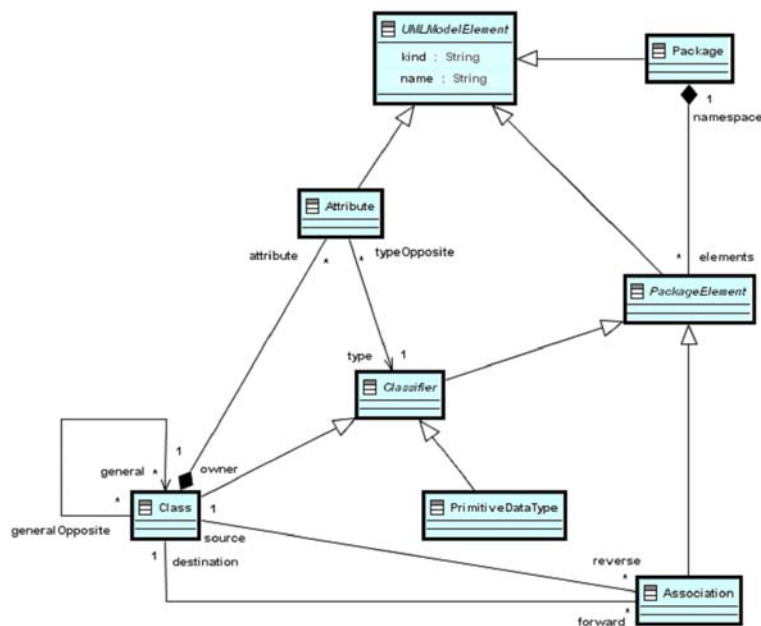 UMLModelElement
kind : String
name : String
Package
1
namespace
Attribute
attribute
*
*
typeOpposite
*
elements
PackageElement
type
1
Classifier
1
general
*
owner
*
Class
1
PrimitiveDataType
generalOpposite
source
1
destination
reverse
*
Association
forward
*